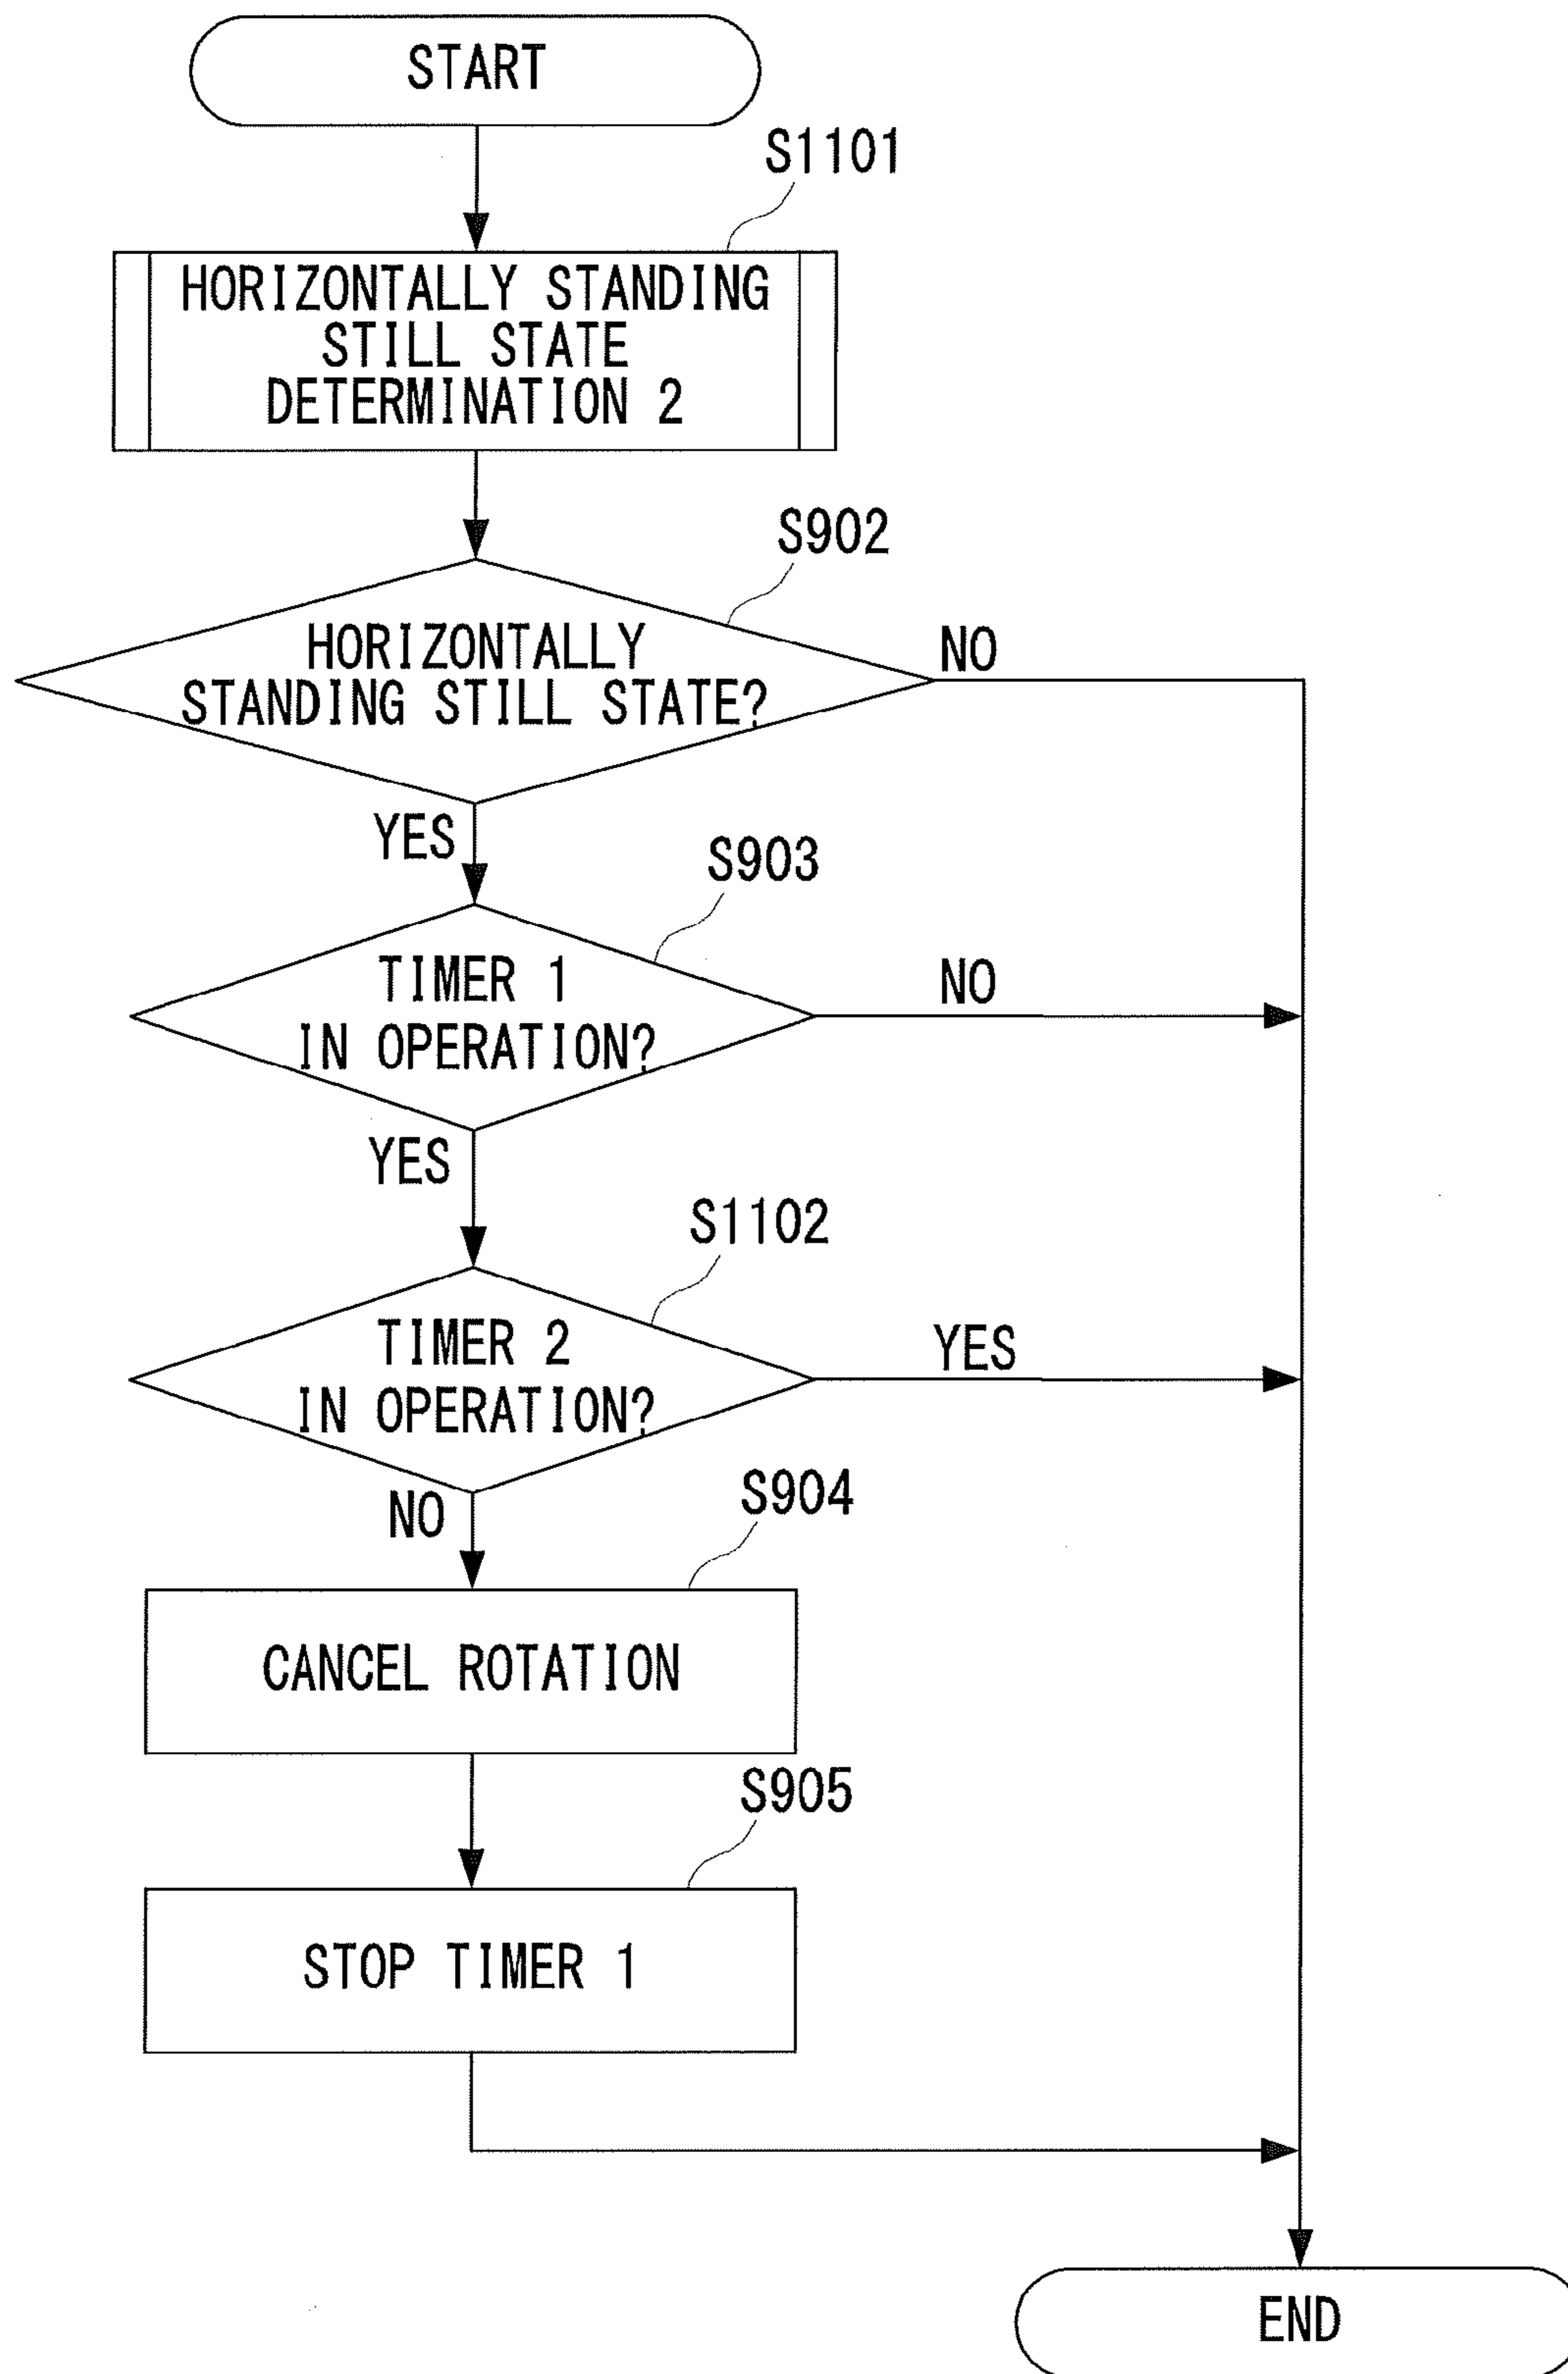 START
S1101
HORIZONTALLY STANDING
STILL STATE
DETERMINATION 2
S902
HORIZONTALLY
STANDING STILL STATE?
NO
YES
S903
TIMER 1
IN OPERATION?
NO
YES
S1102
TIMER 2
IN OPERATION?
YES
NO
S904
CANCEL ROTATION
S905
STOP TIMER 1
END